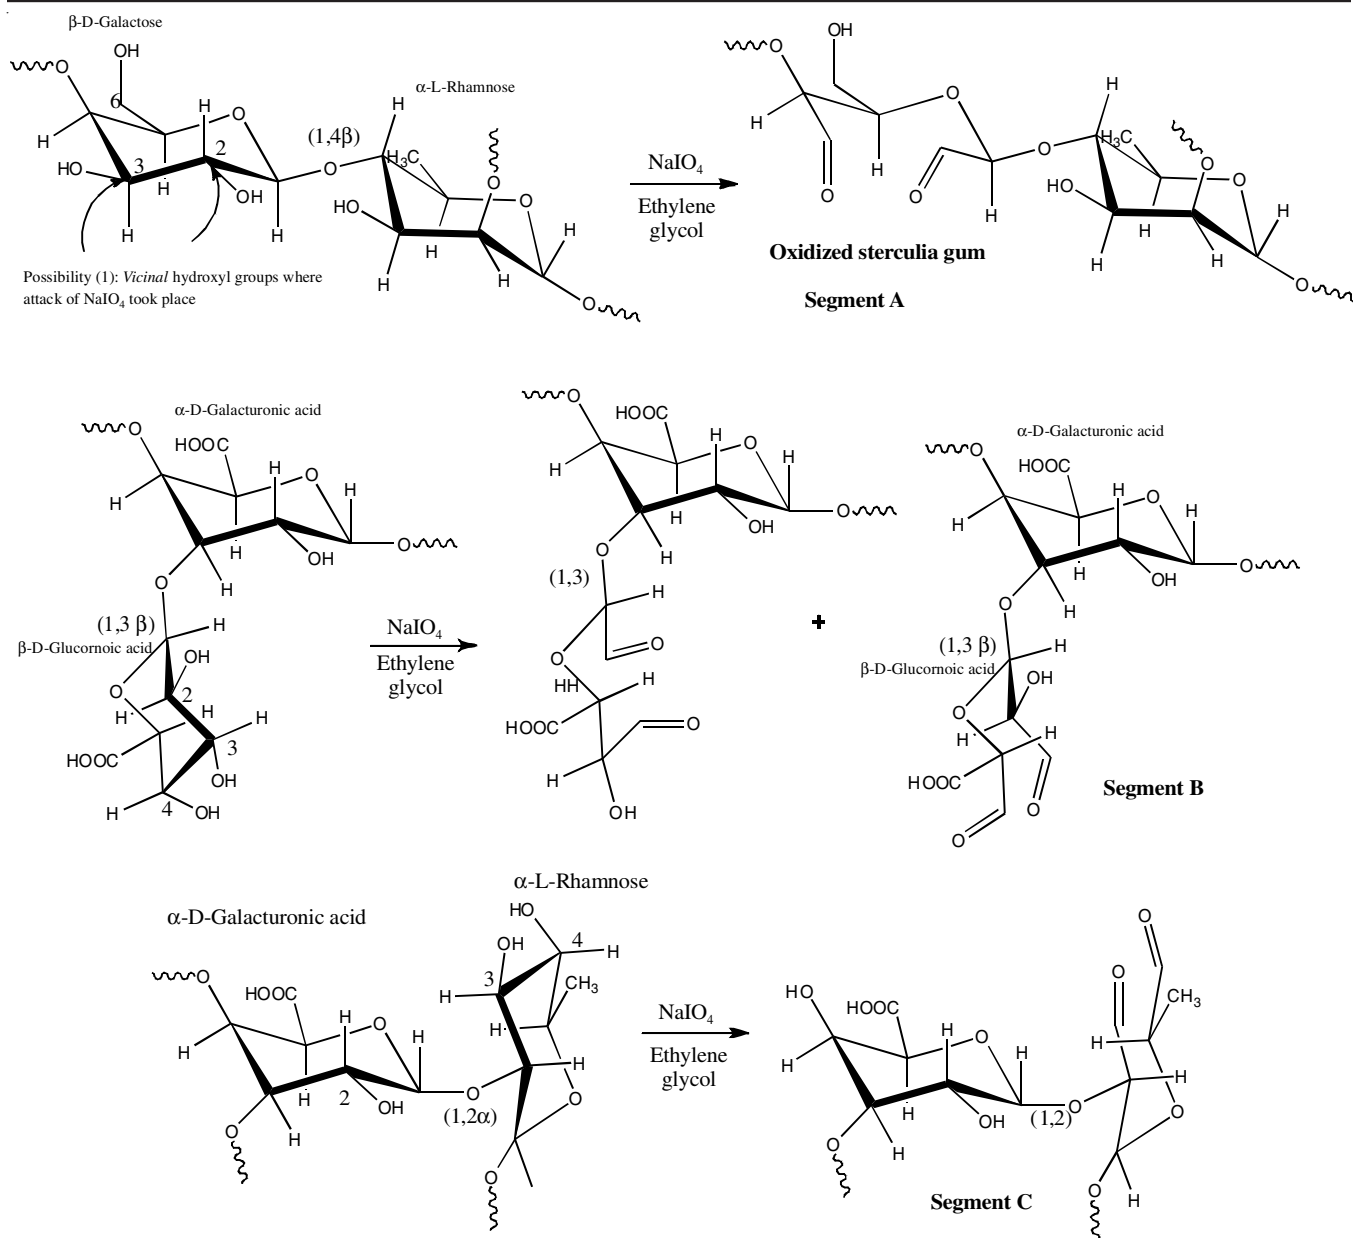 β-D-Galactose
OH
O
6
H
O
α-L-Rhamnose
H
(1,4β)
H
2
H₃C
HO
3
H
OH
O
O
O
HO
H
H
H
H
H
H
H
O
Possibility (1): Vicinal hydroxyl groups where
attack of NaIO₄ took place
NaIO₄
Ethylene
glycol
O
OH
O
H
H
H
O
O
H
O
H₃C
O
O
HO
H
H
H
H
H
O
Oxidized sterculia gum
Segment A
α-D-Galacturonic acid
O
HOOC
H
O
H
H
H
O
OH
H
O
(1,3 β)
H
β-D-Glucornoic acid
OH
O
2
H
H
H
HOOC
3
OH
H
4
OH
NaIO₄
Ethylene
glycol
O
HOOC
H
O
H
H
H
O
OH
O
H
(1,3)
H
O
O
HH
H
HOOC
O
H
OH
+
α-D-Galacturonic acid
O
HOOC
H
O
H
H
H
O
OH
O
H
(1,3 β)
H
β-D-Glucornoic acid
OH
O
H
H
HOOC
O
O
Segment B
α-L-Rhamnose
α-D-Galacturonic acid
HO
OH
4
H
O
3
HOOC
H
CH₃
H
O
H
H
H
H
H
2
OH
O
(1,2α)
O
O
H
O
NaIO₄
Ethylene
glycol
O
O
HO
HOOC
CH₃
H
O
H
H
H
H
H
OH
O
(1,2)
O
O
H
O
H
Segment C